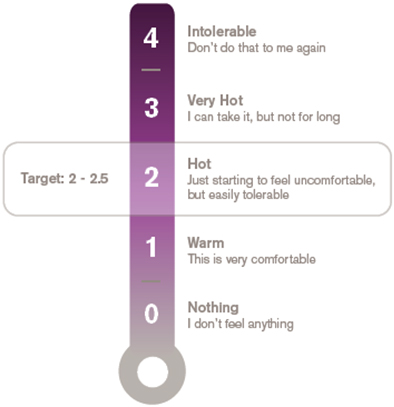 4
Intolerable
Don't do that to me again
3
Very Hot
I can take it, but not for long
Target: 2 - 2.5
2
Hot
Just starting to feel uncomfortable,
but easily tolerable
1
Warm
This is very comfortable
0
Nothing
I don't feel anything